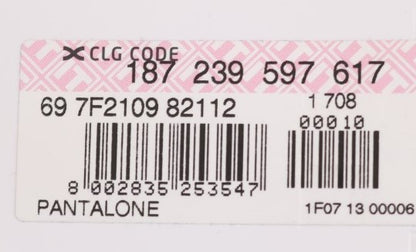 CLG CODE
187 239 597 617
69 7F2109 82112
1 708
00010
8 002835 253547
PANTALONE
1F07 13 00006